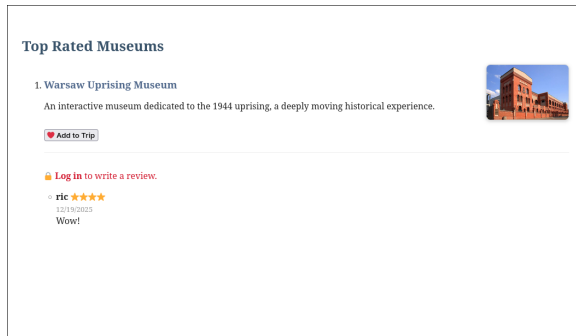 Top Rated Museums
1. Warsaw Uprising Museum
An interactive museum dedicated to the 1944 uprising, a deeply moving historical experience.
Add to Trip
Log in to write a review.
ric
12/19/2025
Wow!